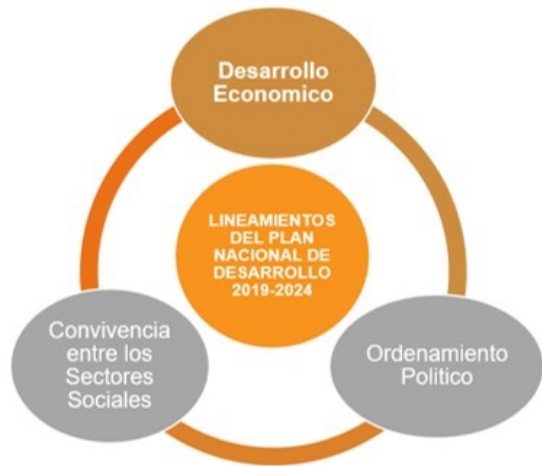 Desarrollo
Economico
LINEAMIENTOS
DEL PLAN
NACIONAL DE
DESARROLLO
2019-2024
Convivencia
entre los
Sectores
Sociales
Ordenamiento
Politico